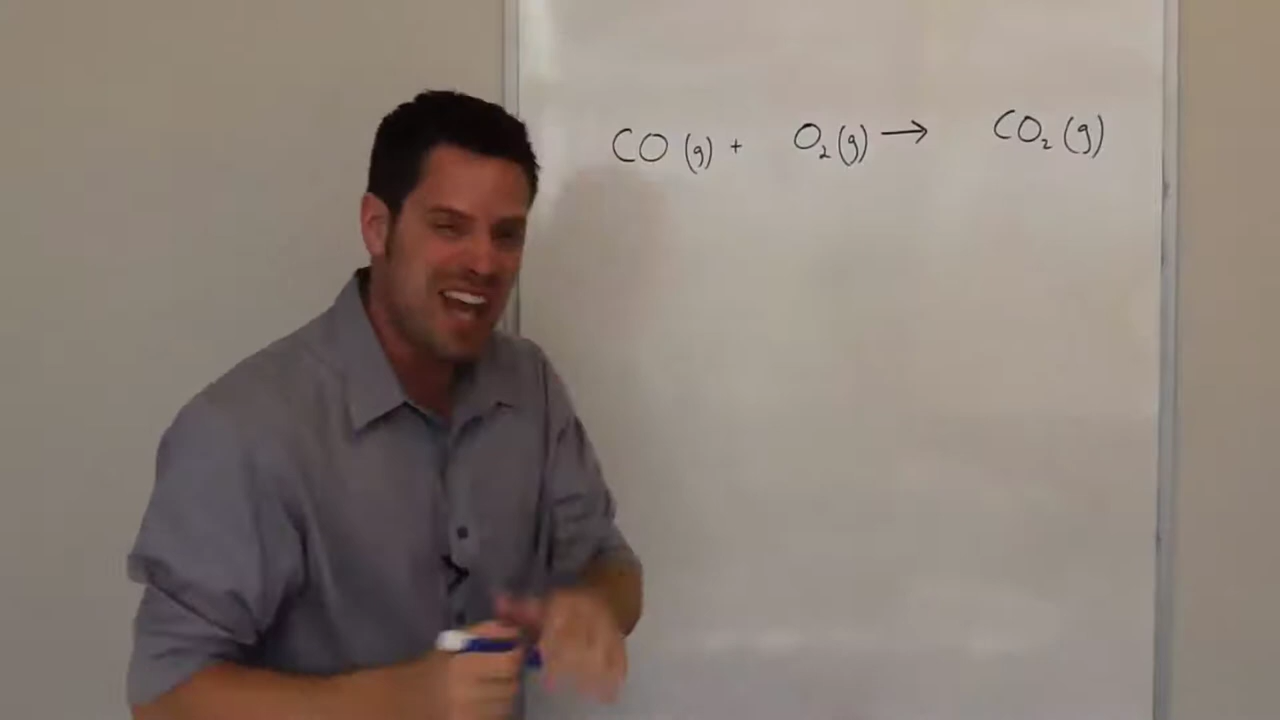 CO (g) + O₂ (g) → CO₂ (g)